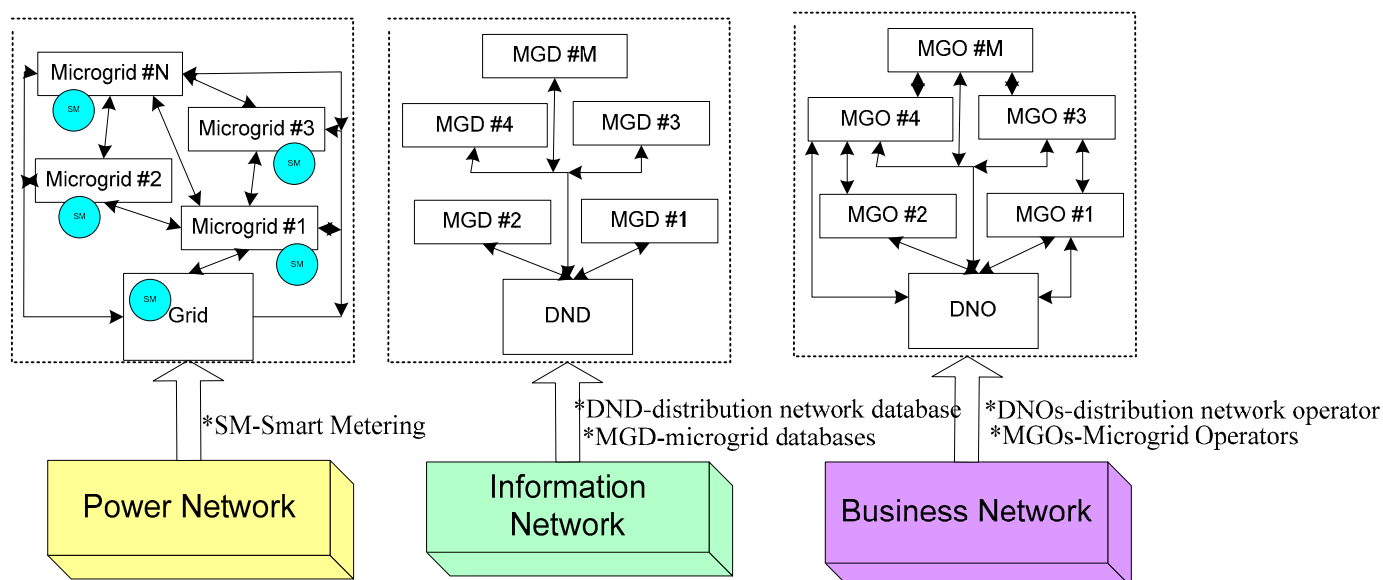 Microgrid #N
SM
Microgrid #3
SM
Microgrid #2
SM
Microgrid #1
SM
SM
Grid
*SM-Smart Metering
Power Network
MGD #M
MGD #4
MGD #3
MGD #2
MGD #1
DND
*DND-distribution network database
*MGD-microgrid databases
Information
Network
MGO #M
MGO #4
MGO #3
MGO #2
MGO #1
DNO
*DNOs-distribution network operator
*MGOs-Microgrid Operators
Business Network